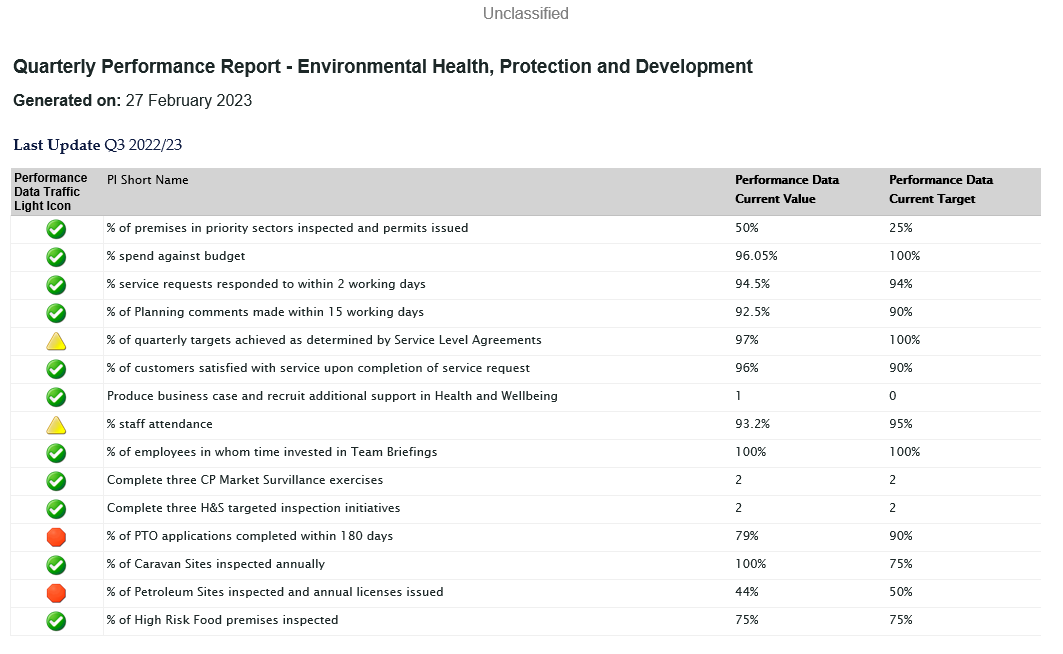 Unclassified
Quarterly Performance Report - Environmental Health, Protection and Development
Generated on: 27 February 2023
Last Update Q3 2022/23
Performance Data Traffic Light Icon PI Short Name Performance Data Current Value Performance Data Current Target
% of premises in priority sectors inspected and permits issued 50% 25%
% spend against budget 96.05% 100%
% service requests responded to within 2 working days 94.5% 94%
% of Planning comments made within 15 working days 92.5% 90%
% of quarterly targets achieved as determined by Service Level Agreements 97% 100%
% of customers satisfied with service upon completion of service request 96% 90%
Produce business case and recruit additional support in Health and Wellbeing 1 0
% staff attendance 93.2% 95%
% of employees in whom time invested in Team Briefings 100% 100%
Complete three CP Market Survillance exercises 2 2
Complete three H&S targeted inspection initiatives 2 2
% of PTO applications completed within 180 days 79% 90%
% of Caravan Sites inspected annually 100% 75%
% of Petroleum Sites inspected and annual licenses issued 44% 50%
% of High Risk Food premises inspected 75% 75%